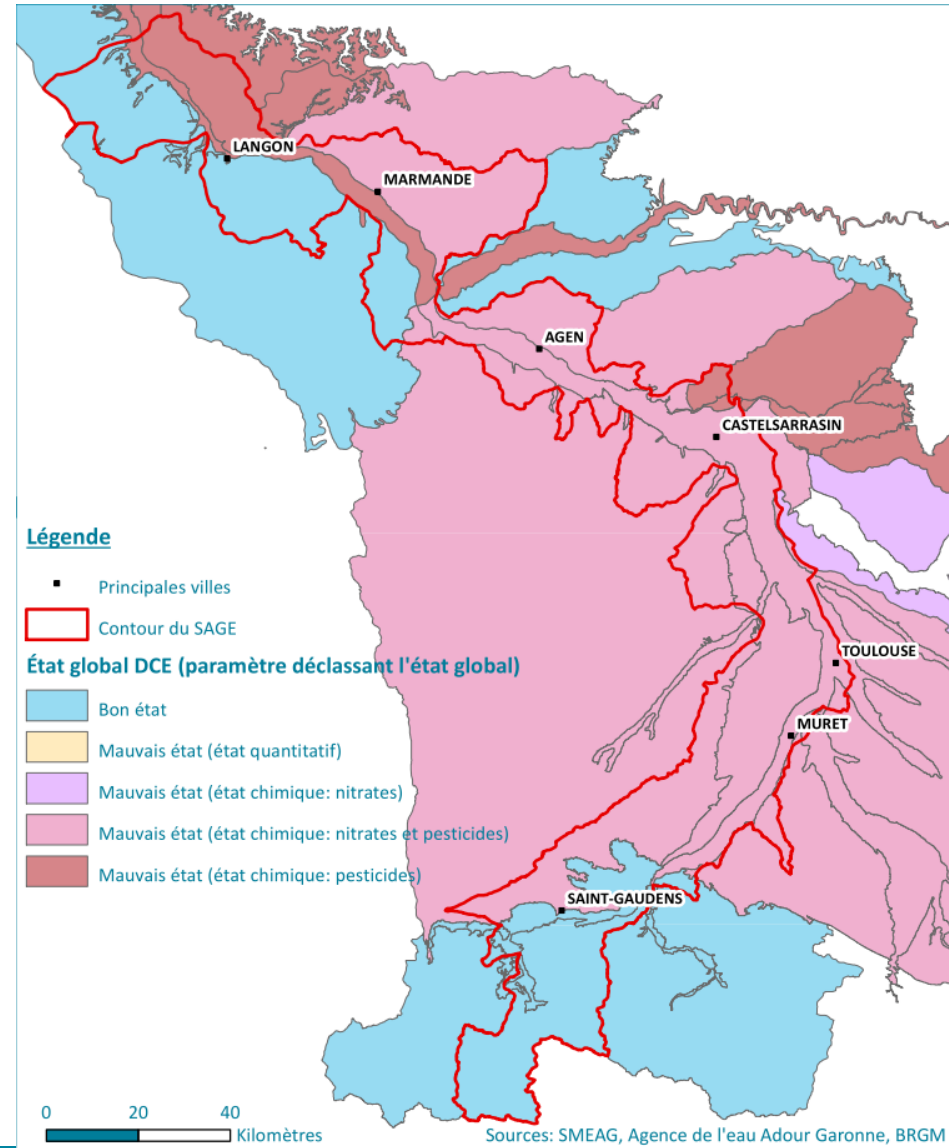 LANGON
MARMANDE
AGEN
CASTELSARRASIN
Légende
Principales villes
Contour du SAGE
TOULOUSE
État global DCE (paramètre déclassant l'état global)
Bon état
MURET
Mauvais état (état quantitatif)
Mauvais état (état chimique: nitrates)
Mauvais état (état chimique: nitrates et pesticides)
Mauvais état (état chimique: pesticides)
SAINT-GAUDENS
0 20 40
Kilomètres
Sources: SMEAG, Agence de l'eau Adour Garonne, BRGM